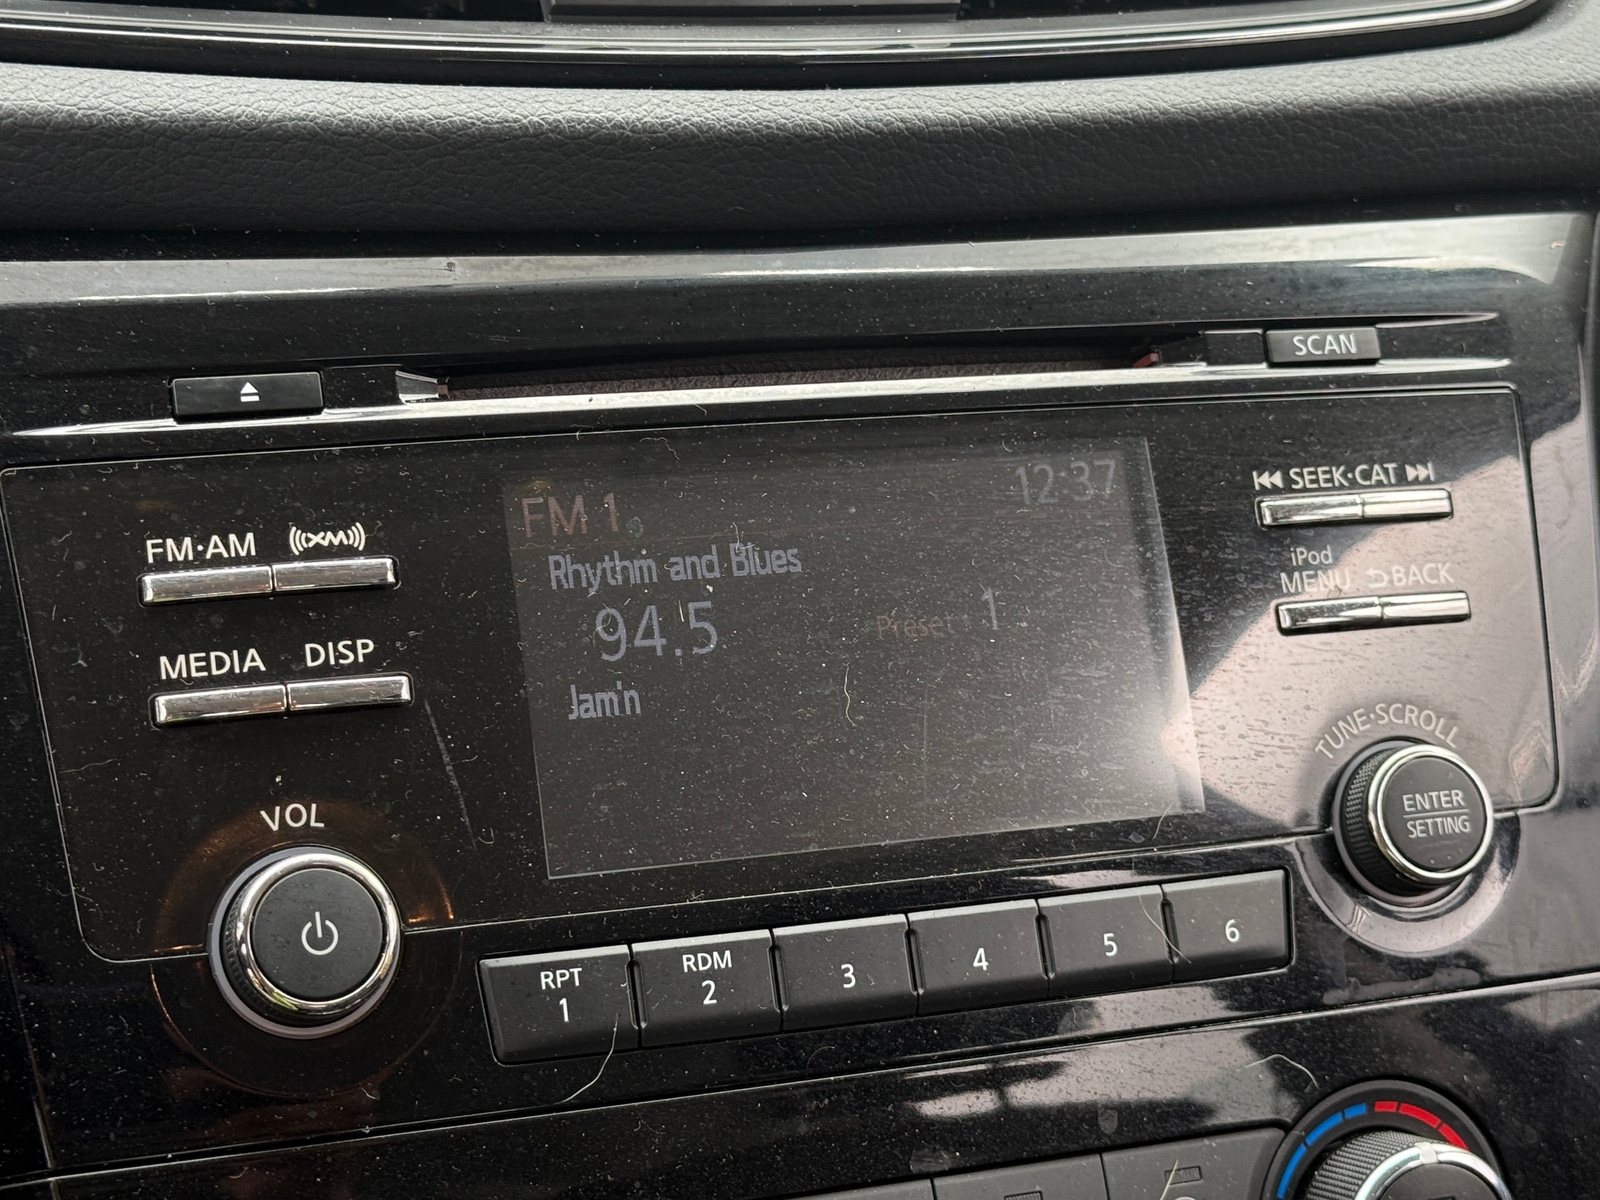 SCAN
SEEK·CAT
FM·AM
XM
iPod
MENU BACK
MEDIA
DISP
FM 1
12:37
Rhythm and Blues
94.5
Preset 1
Jam'n
TUNE·SCROLL
ENTER
SETTING
VOL
RPT
1
RDM
2
3
4
5
6